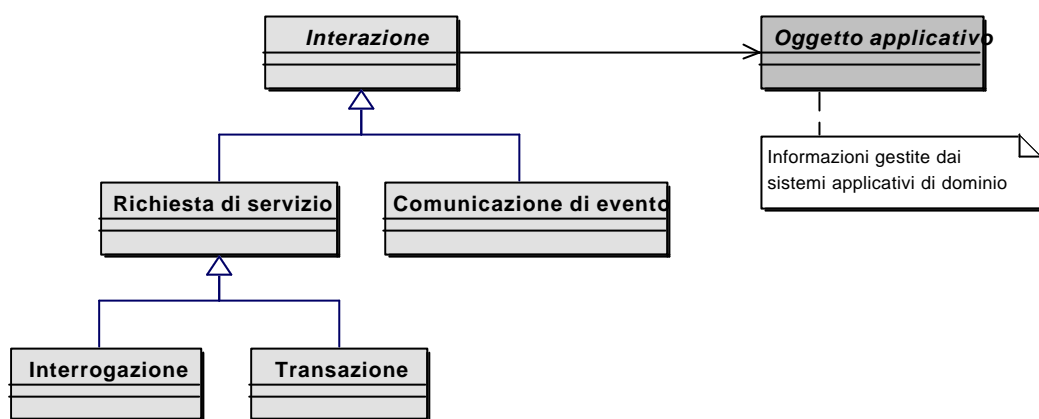 Interazione
Oggetto applicativo
Informazioni gestite dai
sistemi applicativi di dominio
Richiesta di servizio
Comunicazione di evento
Interrogazione
Transazione